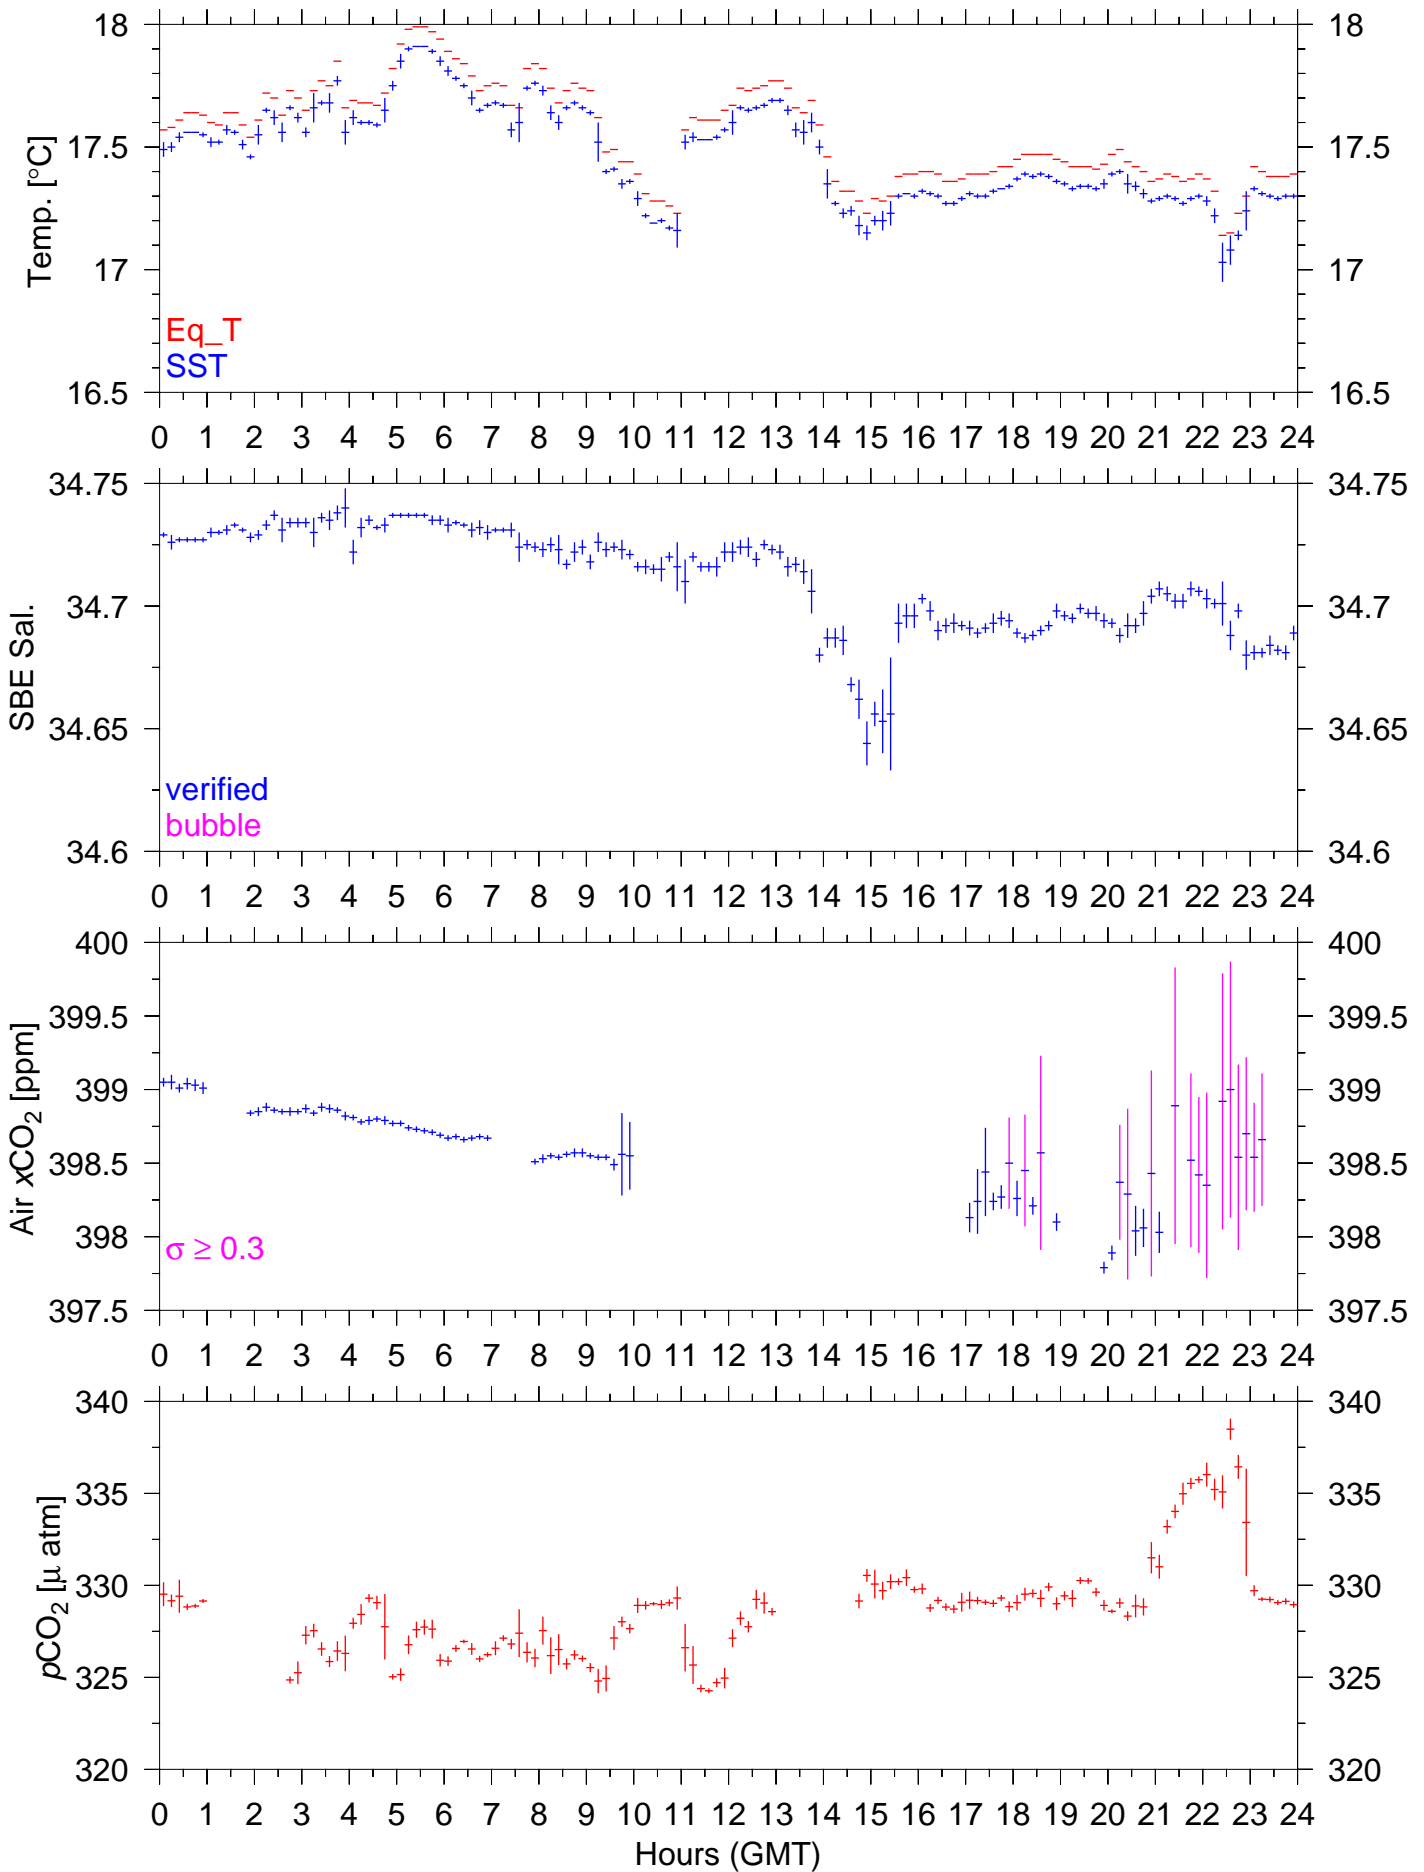 18 18
17.5 17.5
17 17
16.5 16.5
Temp. [°C]
Eq_T
SST
0 1 2 3 4 5 6 7 8 9 10 11 12 13 14 15 16 17 18 19 20 21 22 23 24
34.75 34.75
34.7 34.7
34.65 34.65
34.6 34.6
SBE Sal.
verified
bubble
0 1 2 3 4 5 6 7 8 9 10 11 12 13 14 15 16 17 18 19 20 21 22 23 24
400 400
399.5 399.5
399 399
398.5 398.5
398 398
397.5 397.5
Air xCO₂ [ppm]
σ ≥ 0.3
0 1 2 3 4 5 6 7 8 9 10 11 12 13 14 15 16 17 18 19 20 21 22 23 24
340 340
335 335
330 330
325 325
320 320
pCO₂ [μ atm]
0 1 2 3 4 5 6 7 8 9 10 11 12 13 14 15 16 17 18 19 20 21 22 23 24
Hours (GMT)